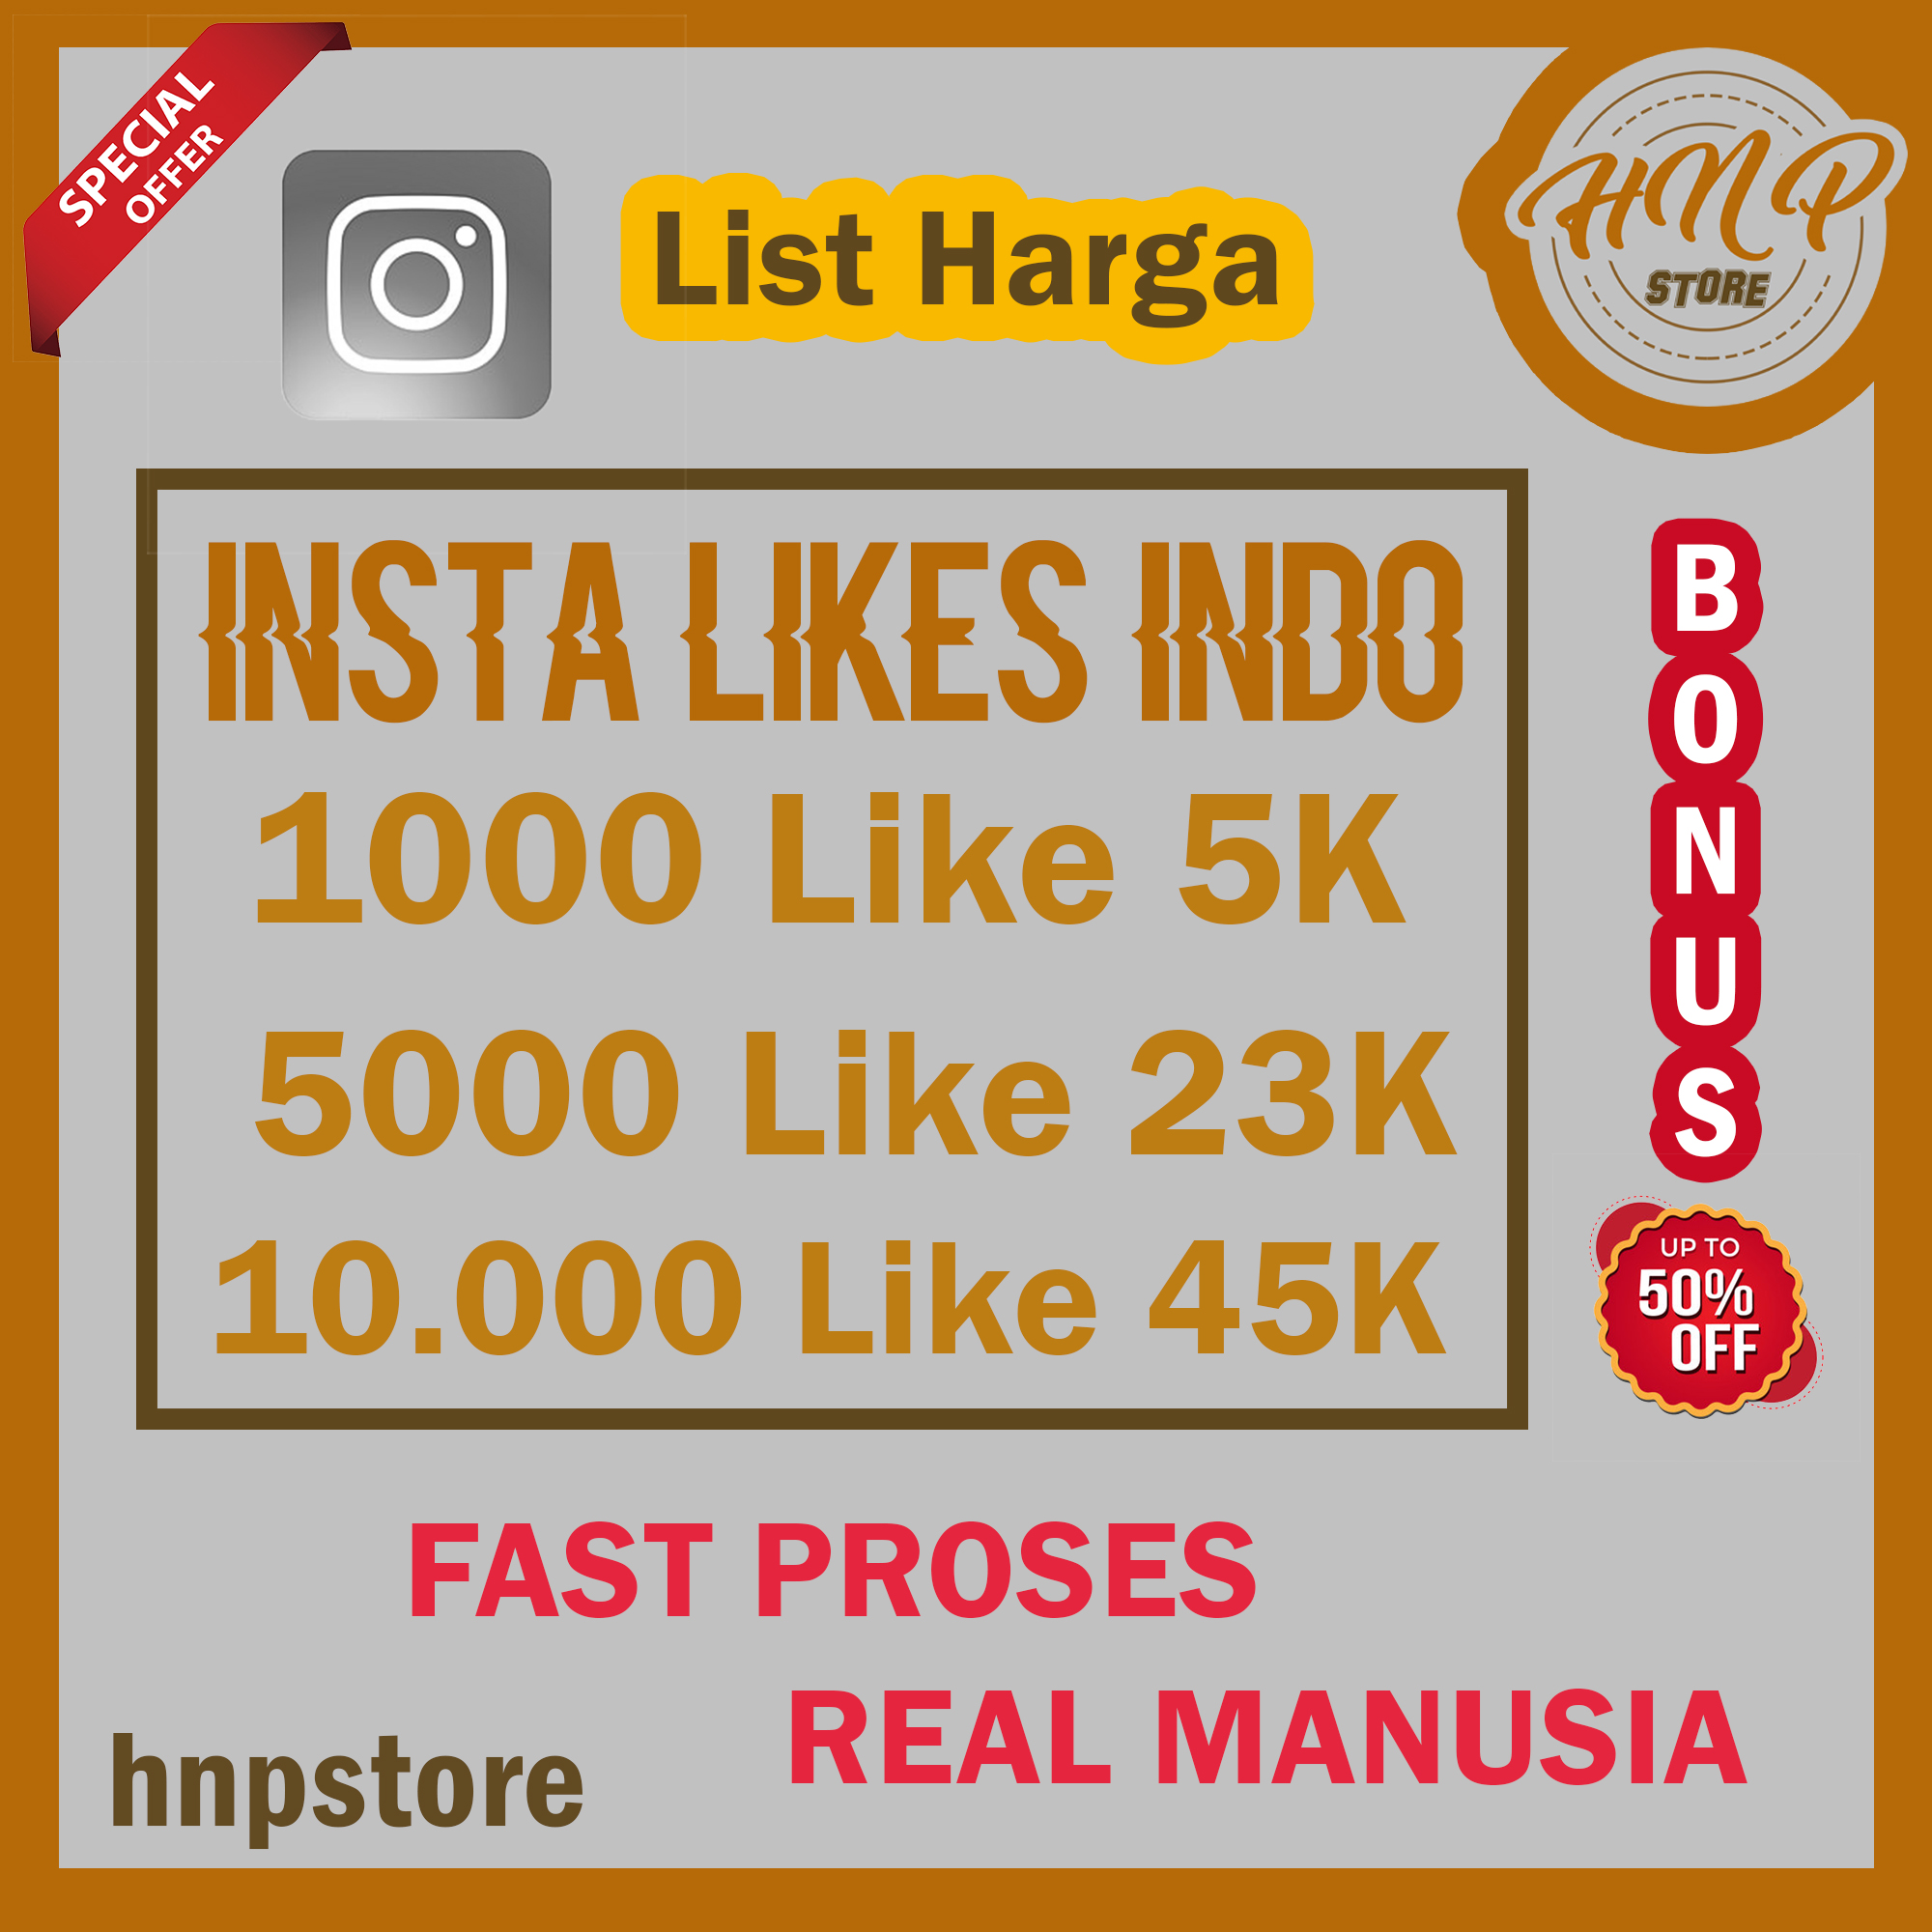 SPECIAL
OFFER
List Harga
HNP
STORE
INSTA LIKES INDO
1000 Like 5K
5000 Like 23K
10.000 Like 45K
BONUS
UP TO
50%
OFF
FAST PROSES
REAL MANUSIA
hnpstore